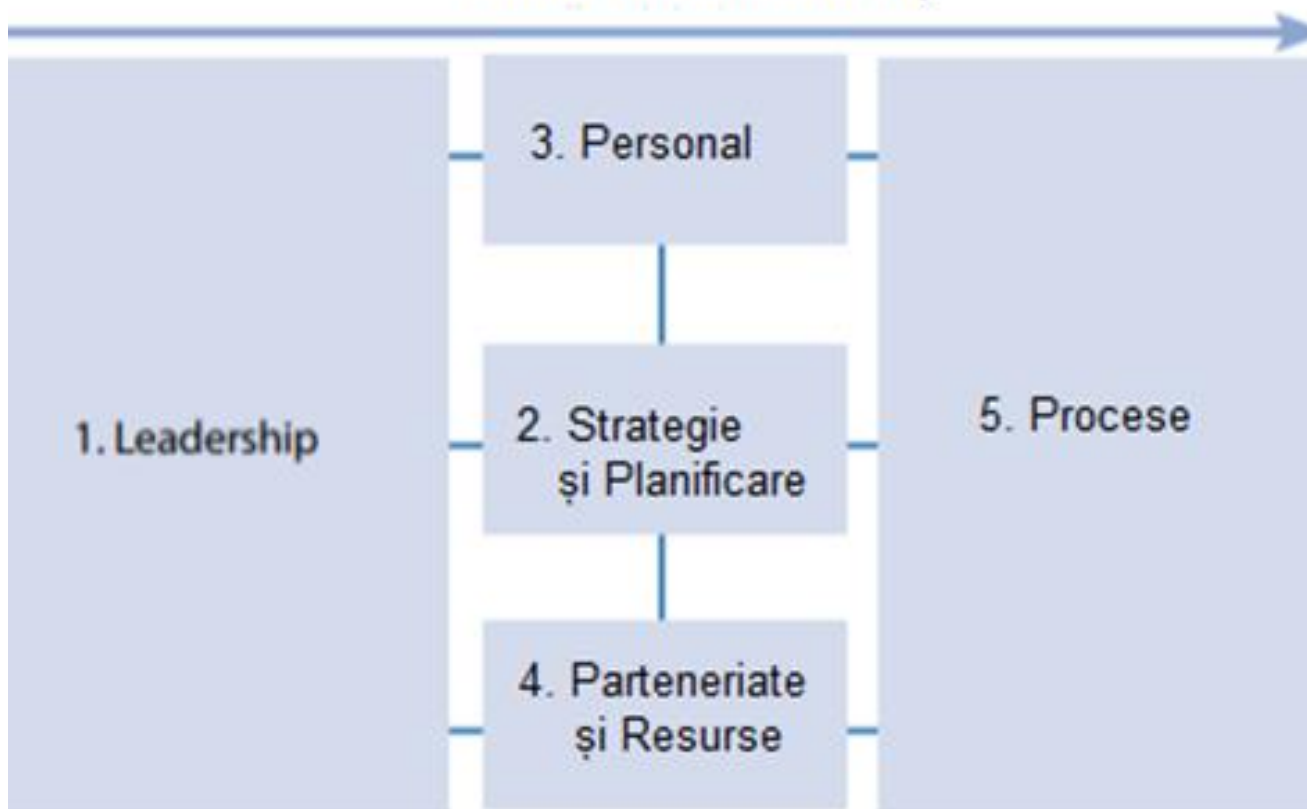 3. Personal
1. Leadership
2. Strategie
și Planificare
5. Procese
4. Parteneriate
și Resurse